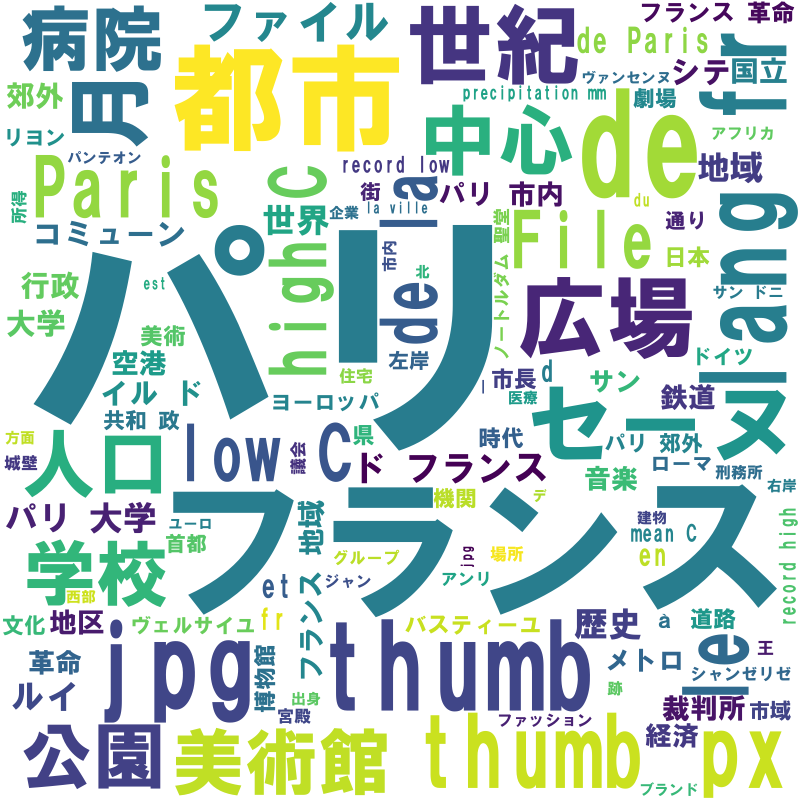 病院
ファイル
世紀
フランス 革命
de Paris
シテ
国立
ヴァンセンヌ
郊外
月
都市
precipitation mm
劇場
fr
リヨン
中心
de
アフリカ
パンテオン
record low
地域
Paris
high C
la
街
パリ 市内
所得
世界
企業
la ville
du
通り
コミューン
File
lang
日本
市内
ノートルダム 聖堂
行政
est
パリ
de
北
サン ドニ
大学
美術
広場
空港
左岸
ドイツ
イル ド
住宅
市長
d
サン
共和 政
ヨーロッパ
医療
鉄道
セーヌ
方面
人口
low C
県
時代
パリ 郊外
城壁
議会
ド フランス
音楽
ローマ
刑務所
右岸
パリ 大学
ユーロ
フランス
機関
デ
建物
mean C
record high
首都
地域
学校
グループ
jpg
場所
en
西部
et
ジャン
アンリ
文化
地区
ヴェルサイユ
fr
フランス
バスティーユ
歴史
à
道路
革命
jpg
thumb
メトロ
le
王
シャンゼリゼ
ルイ
博物館
出身
跡
宮殿
ファッション
裁判所
市域
公園
美術館
thumb px
経済
ブランド